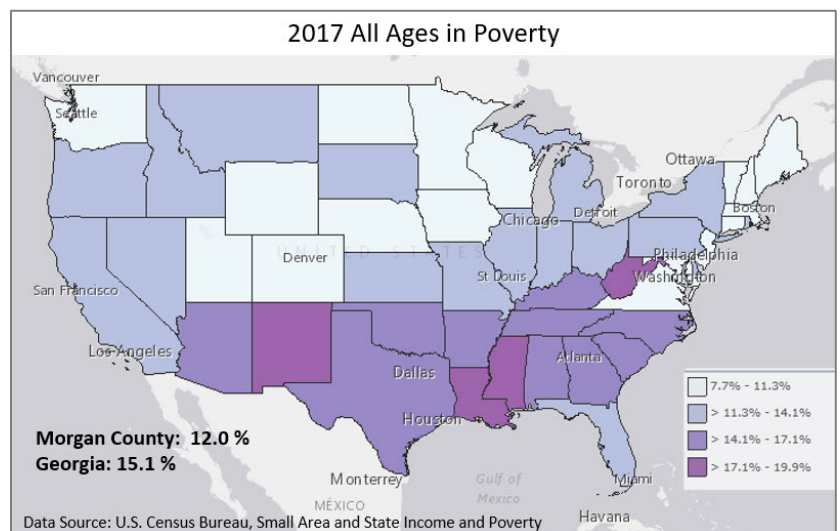 2017 All Ages in Poverty
Vancouver
Seattle
Ottawa
Toronto
Boston
Chicago
Detroit
UNITED STATES
Denver
Philadelphia
St Louis
Washington
San Francisco
Los Angeles
Atlanta
Dallas
Houston
7.7% - 11.3%
> 11.3% - 14.1%
> 14.1% - 17.1%
> 17.1% - 19.9%
Morgan County: 12.0 %
Georgia: 15.1 %
Monterrey
Gulf of
Mexico
Miami
MÉXICO
Havana
Data Source: U.S. Census Bureau, Small Area and State Income and Poverty